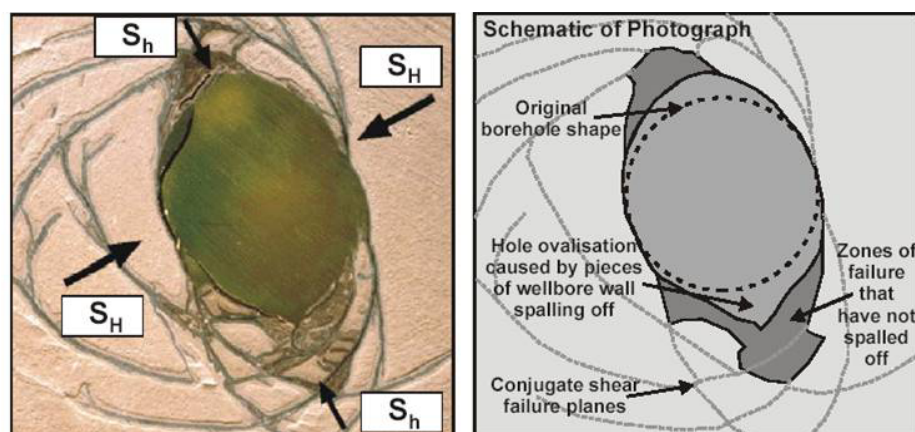 Sh
SH
SH
Sh
Schematic of Photograph
Original
borehole shape
Hole ovalisation
caused by pieces
of wellbore wall
spalling off
Zones of
failure
that
have not
spalled
off
Conjugate shear
failure planes